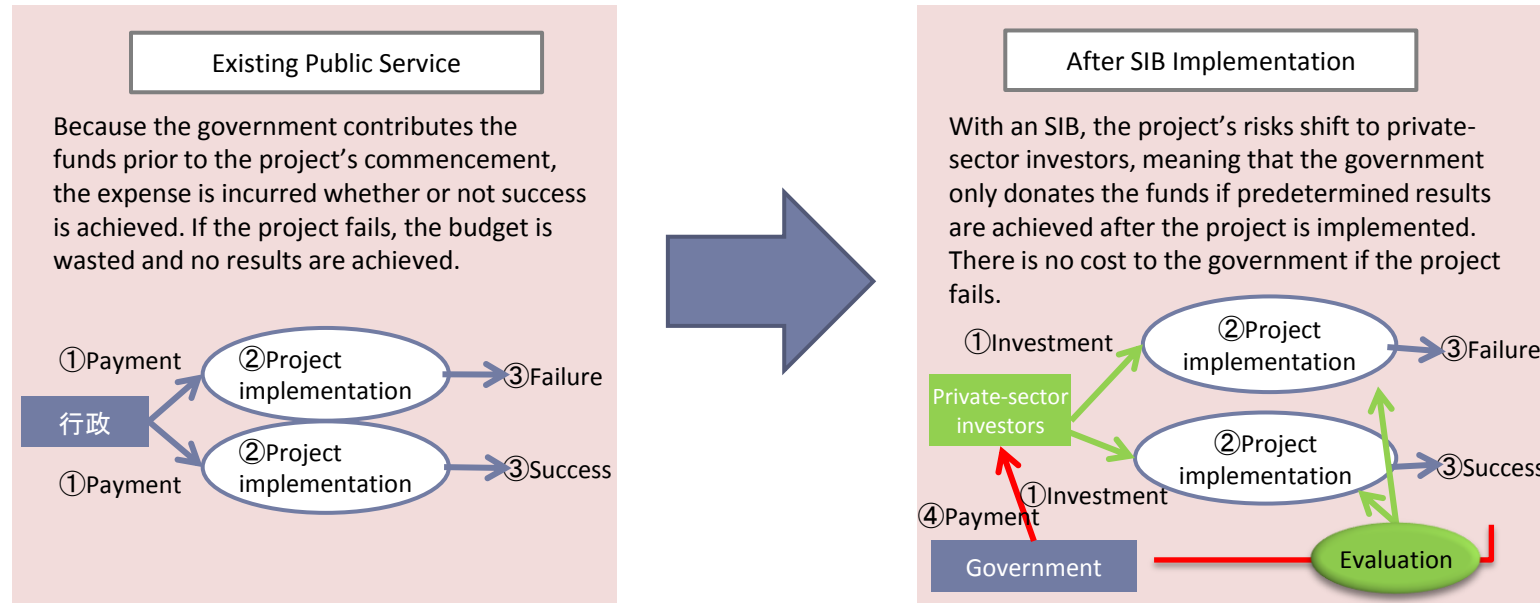 Existing Public Service
Because the government contributes the
funds prior to the project’s commencement,
the expense is incurred whether or not success
is achieved. If the project fails, the budget is
wasted and no results are achieved.
①Payment
②Project
implementation
③Failure
行政
②Project
implementation
③Success
①Payment
After SIB Implementation
With an SIB, the project’s risks shift to private-
sector investors, meaning that the government
only donates the funds if predetermined results
are achieved after the project is implemented.
There is no cost to the government if the project
fails.
①Investment
②Project
implementation
③Failure
Private-sector
investors
②Project
implementation
③Success
①Investment
④Payment
Government
Evaluation